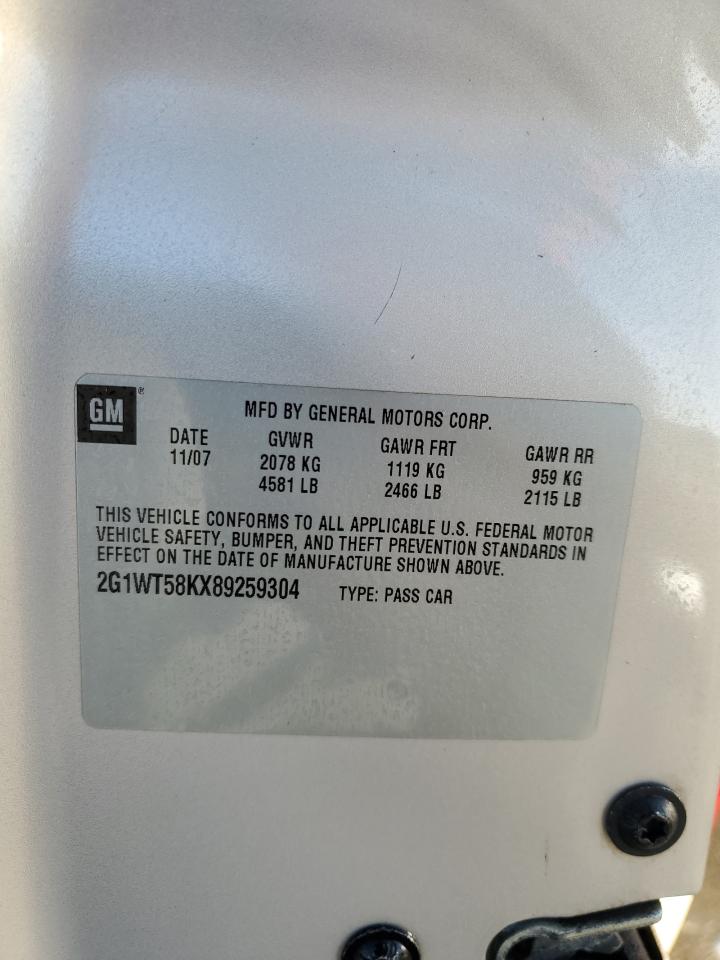 GM ®
MFD BY GENERAL MOTORS CORP.
DATE GVWR GAWR FRT GAWR RR
11/07 2078 KG 1119 KG 959 KG
4581 LB 2466 LB 2115 LB
THIS VEHICLE CONFORMS TO ALL APPLICABLE U.S. FEDERAL MOTOR
VEHICLE SAFETY, BUMPER, AND THEFT PREVENTION STANDARDS IN
EFFECT ON THE DATE OF MANUFACTURE SHOWN ABOVE.
2G1WT58KX89259304 TYPE: PASS CAR